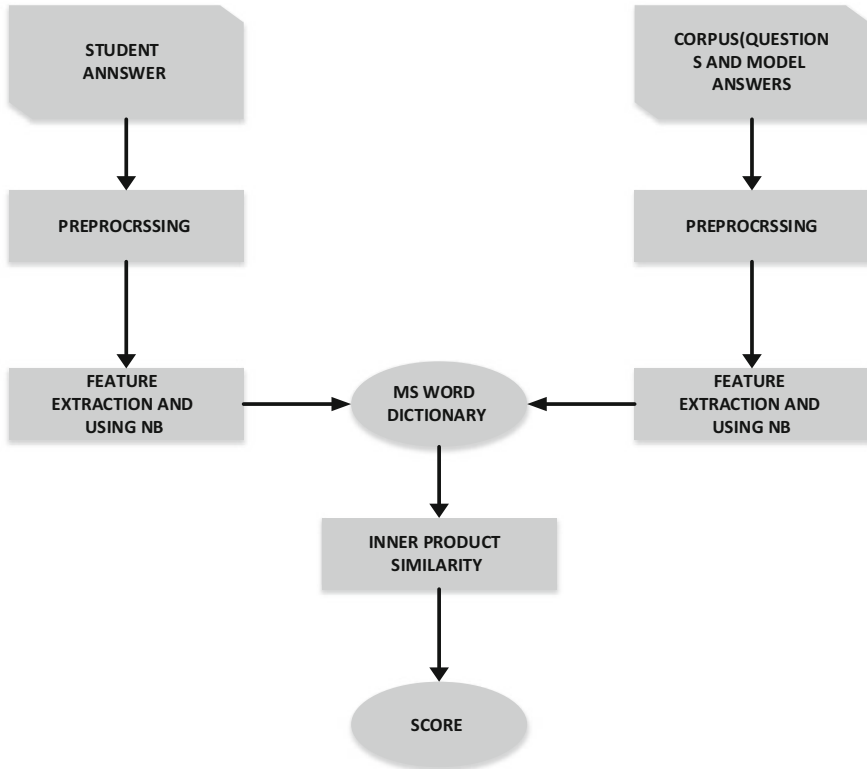 STUDENT
ANNSWER
CORPUS(QUESTION
S AND MODEL
ANSWERS
PREPROCRSSING
PREPROCRSSING
FEATURE
EXTRACTION AND
USING NB
MS WORD
DICTIONARY
FEATURE
EXTRACTION AND
USING NB
INNER PRODUCT
SIMILARITY
SCORE